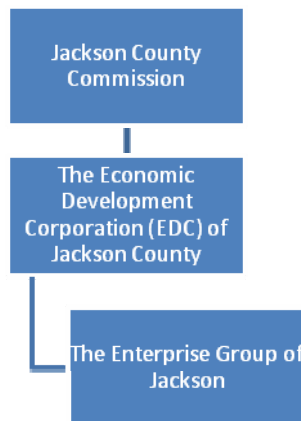 Jackson County
Commission
The Economic
Development
Corporation (EDC) of
Jackson County
The Enterprise Group of
Jackson